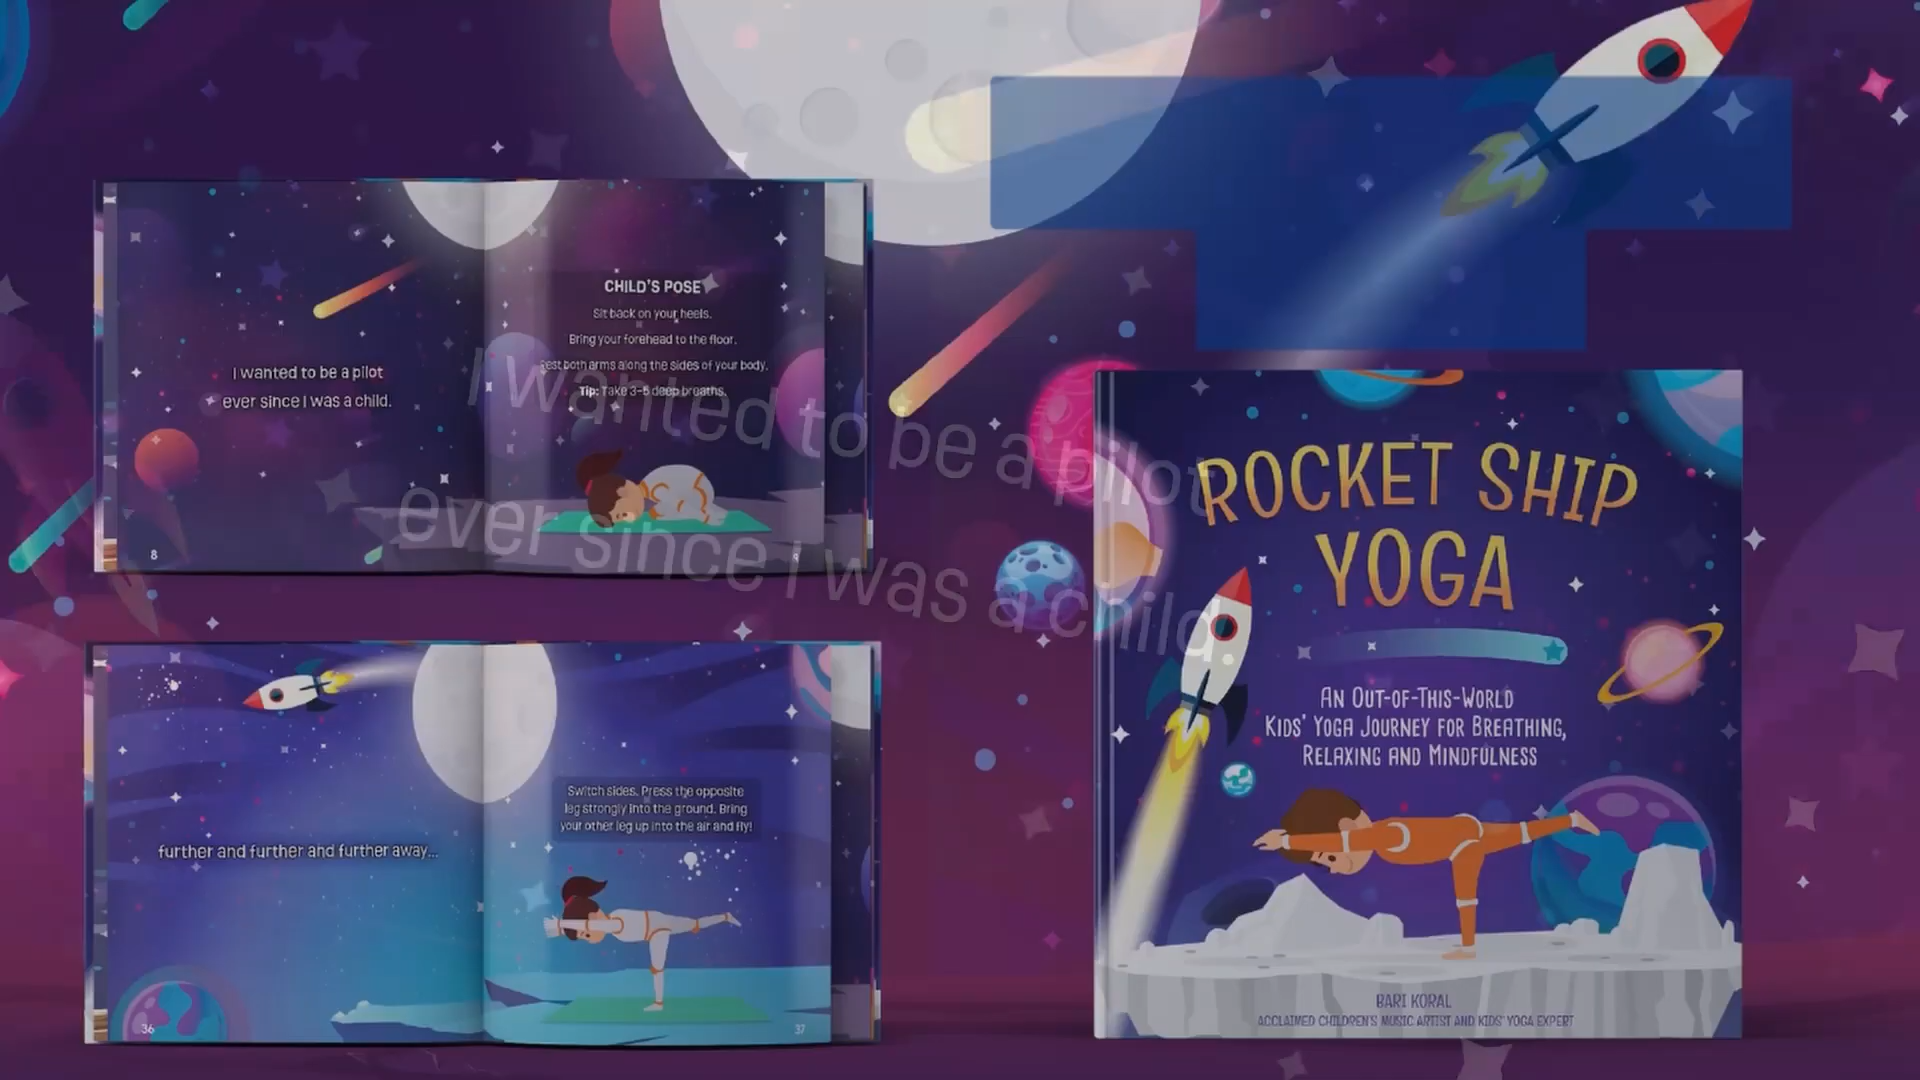 I wanted to be a pilot
ever since I was a child.
8
CHILD'S POSE
Sit back on your heels.
Bring your forehead to the floor.
Rest both arms along the sides of your body.
Tip: Take 3-5 deep breaths.
9
I wanted to be a pilot
ever since I was a child.
further and further and further away...
36
Switch sides. Press the opposite
leg strongly into the ground. Bring
your other leg up into the air and fly!
37
ROCKET SHIP
YOGA
AN OUT-OF-THIS-WORLD
KIDS' YOGA JOURNEY FOR BREATHING,
RELAXING AND MINDFULNESS
BARI KORAL
ACCLAIMED CHILDREN'S MUSIC ARTIST AND KIDS' YOGA EXPERT